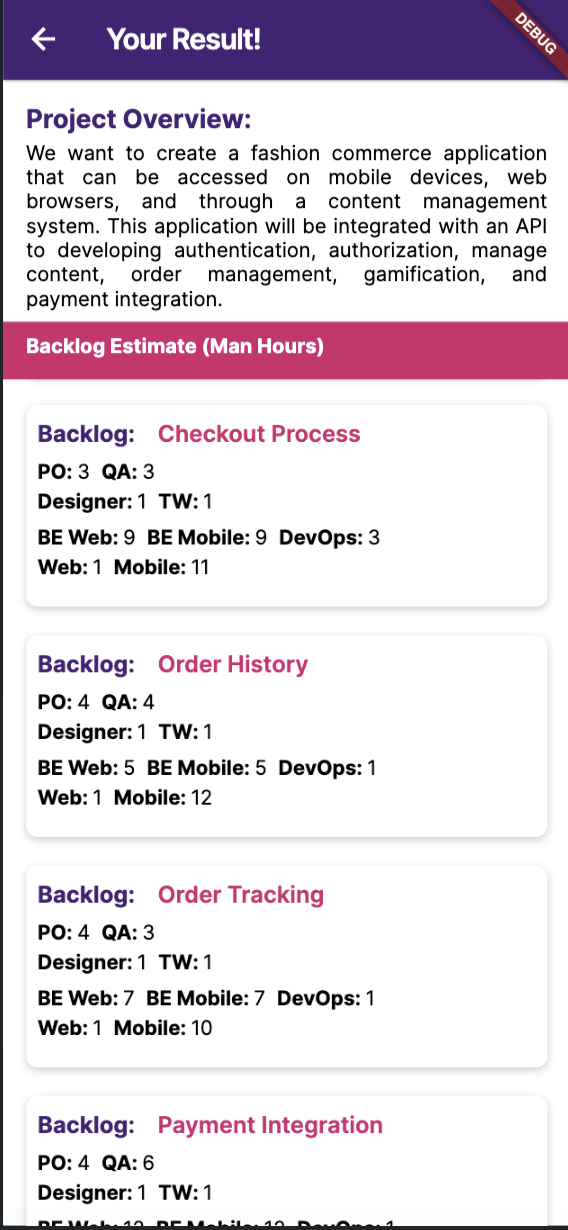 Your Result!
DEBUG
Project Overview:
We want to create a fashion commerce application
that can be accessed on mobile devices, web
browsers, and through a content management
system. This application will be integrated with an API
to developing authentication, authorization, manage
content, order management, gamification, and
payment integration.
Backlog Estimate (Man Hours)
Backlog: Checkout Process
PO: 3 QA: 3
Designer: 1 TW: 1
BE Web: 9 BE Mobile: 9 DevOps: 3
Web: 1 Mobile: 11
Backlog: Order History
PO: 4 QA: 4
Designer: 1 TW: 1
BE Web: 5 BE Mobile: 5 DevOps: 1
Web: 1 Mobile: 12
Backlog: Order Tracking
PO: 4 QA: 3
Designer: 1 TW: 1
BE Web: 7 BE Mobile: 7 DevOps: 1
Web: 1 Mobile: 10
Backlog: Payment Integration
PO: 4 QA: 6
Designer: 1 TW: 1
BE Web: BE Mobile: DevOps: 1